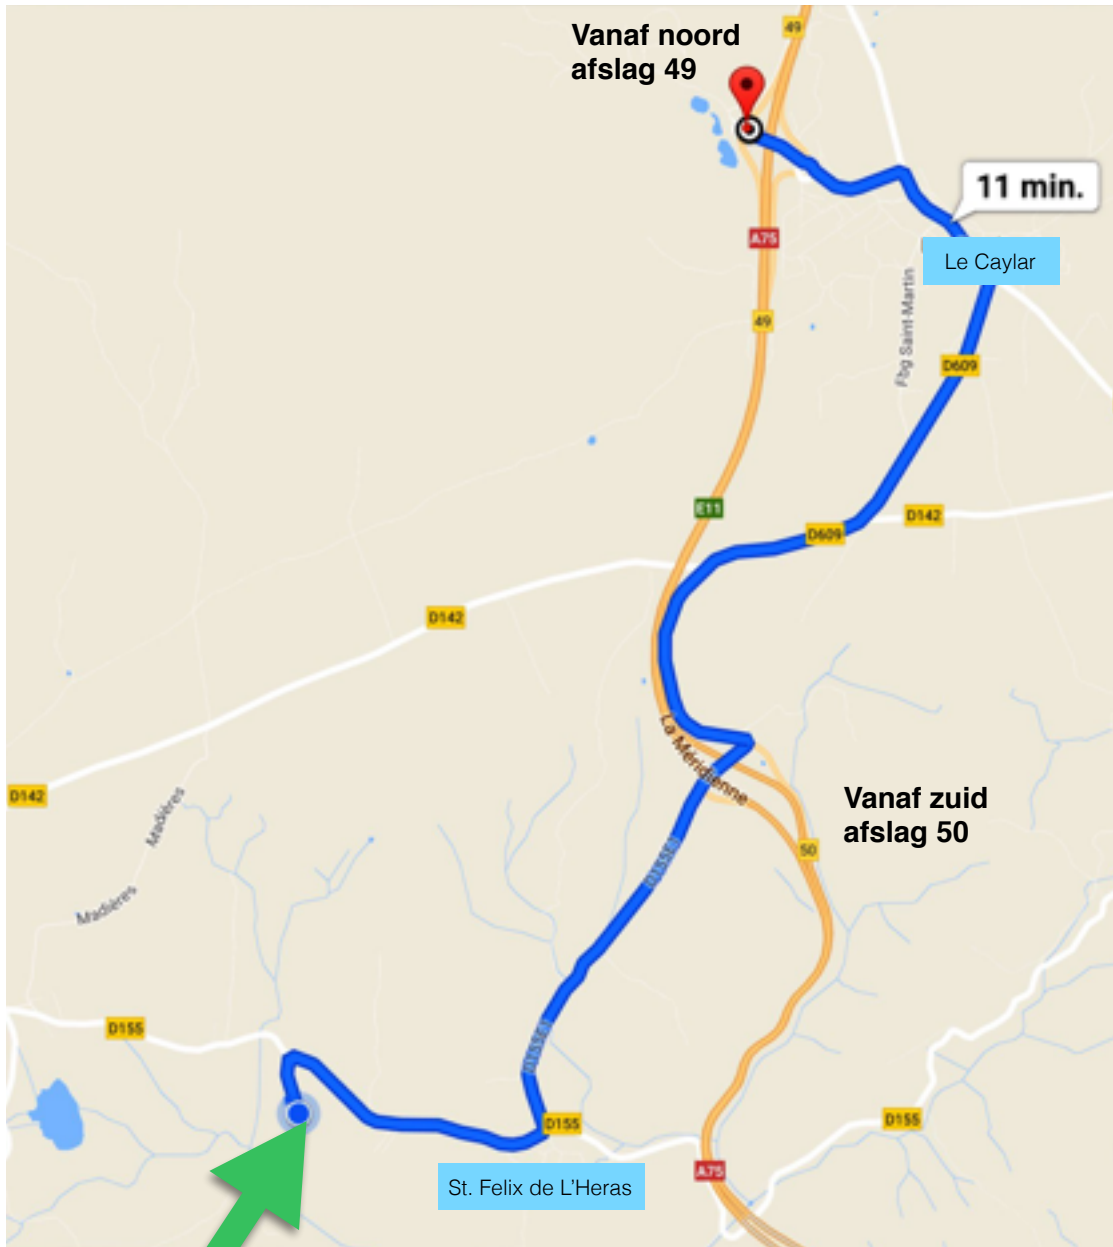 49
Vanaf noord
afslag 49
11 min.
A75
Le Caylar
49
Fbg Saint-Martin
D609
E11
D142
D609
D142
La Méridienne
D142
Madières
Vanaf zuid
afslag 50
50
Madières
D155
D155
D155
A75
St. Felix de L'Heras